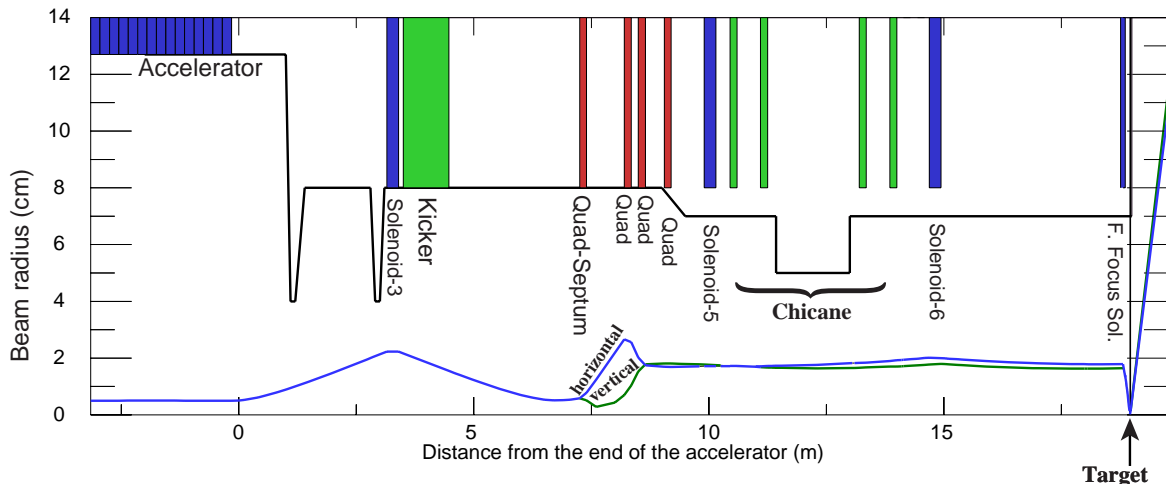 14
12
10
8
6
4
2
0
Beam radius (cm)
Accelerator
Solenoid-3
Kicker
Quad-Septum
Quad
Quad
Quad
Solenoid-5
Chicane
Solenoid-6
F. Focus Sol.
horizontal
vertical
0
5
10
15
Distance from the end of the accelerator (m)
Target